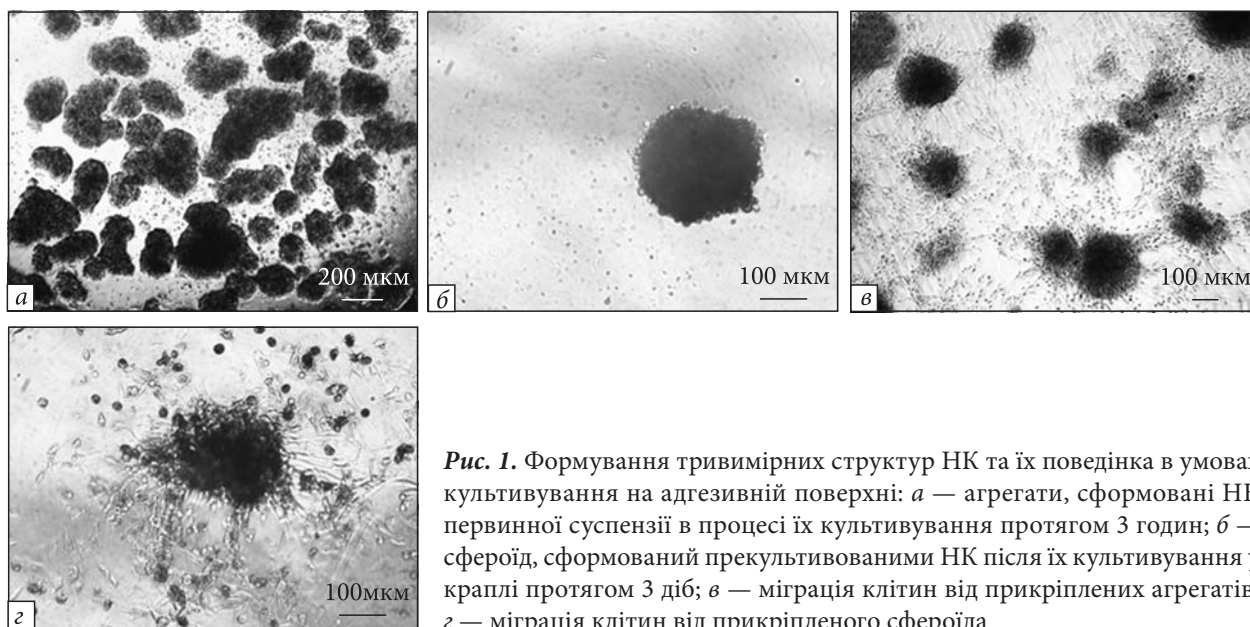 200 мкм
а
100 мкм
б
100 мкм
в
100мкм
г
Рис. 1. Формування тривимірних структур НК та їх поведінка в умовах
культивування на адгезивній поверхні: а — агрегати, сформовані НК
первинної суспензії в процесі їх культивування протягом 3 годин; б —
сфероїд, сформований прекультивованими НК після їх культивування у
краплі протягом 3 діб; в — міграція клітин від прикріплених агрегатів
г — міграція клітин від прикріпленого сфероїда